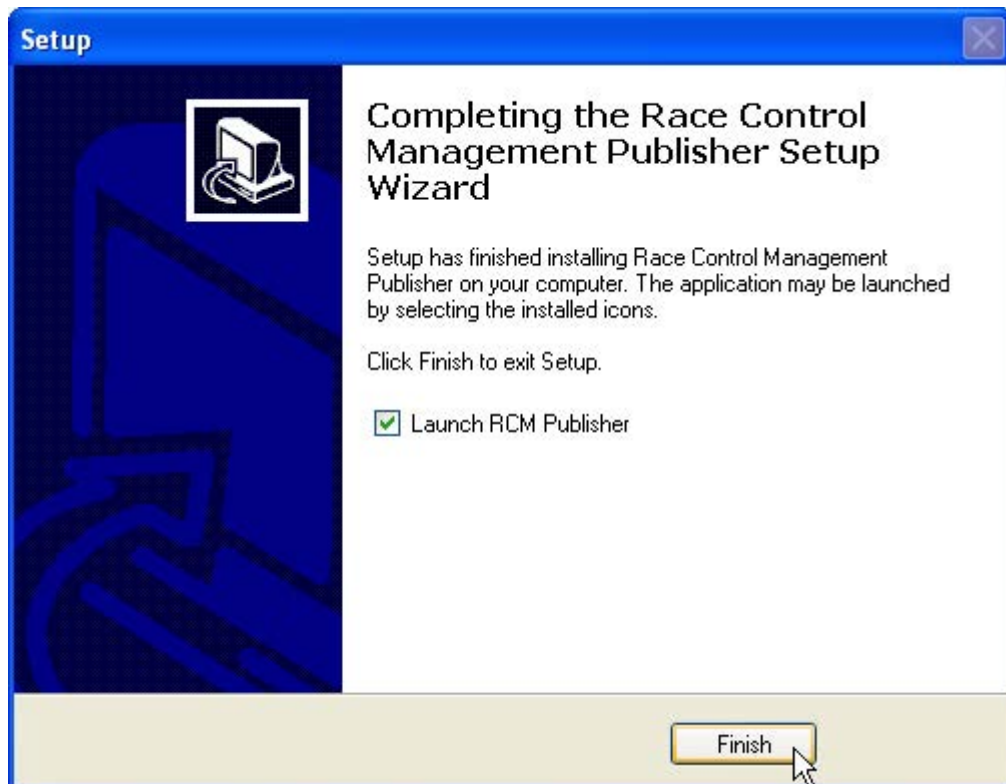 Setup
Completing the Race Control
Management Publisher Setup
Wizard
Setup has finished installing Race Control Management
Publisher on your computer. The application may be launched
by selecting the installed icons.
Click Finish to exit Setup.
Launch RCM Publisher
Finish